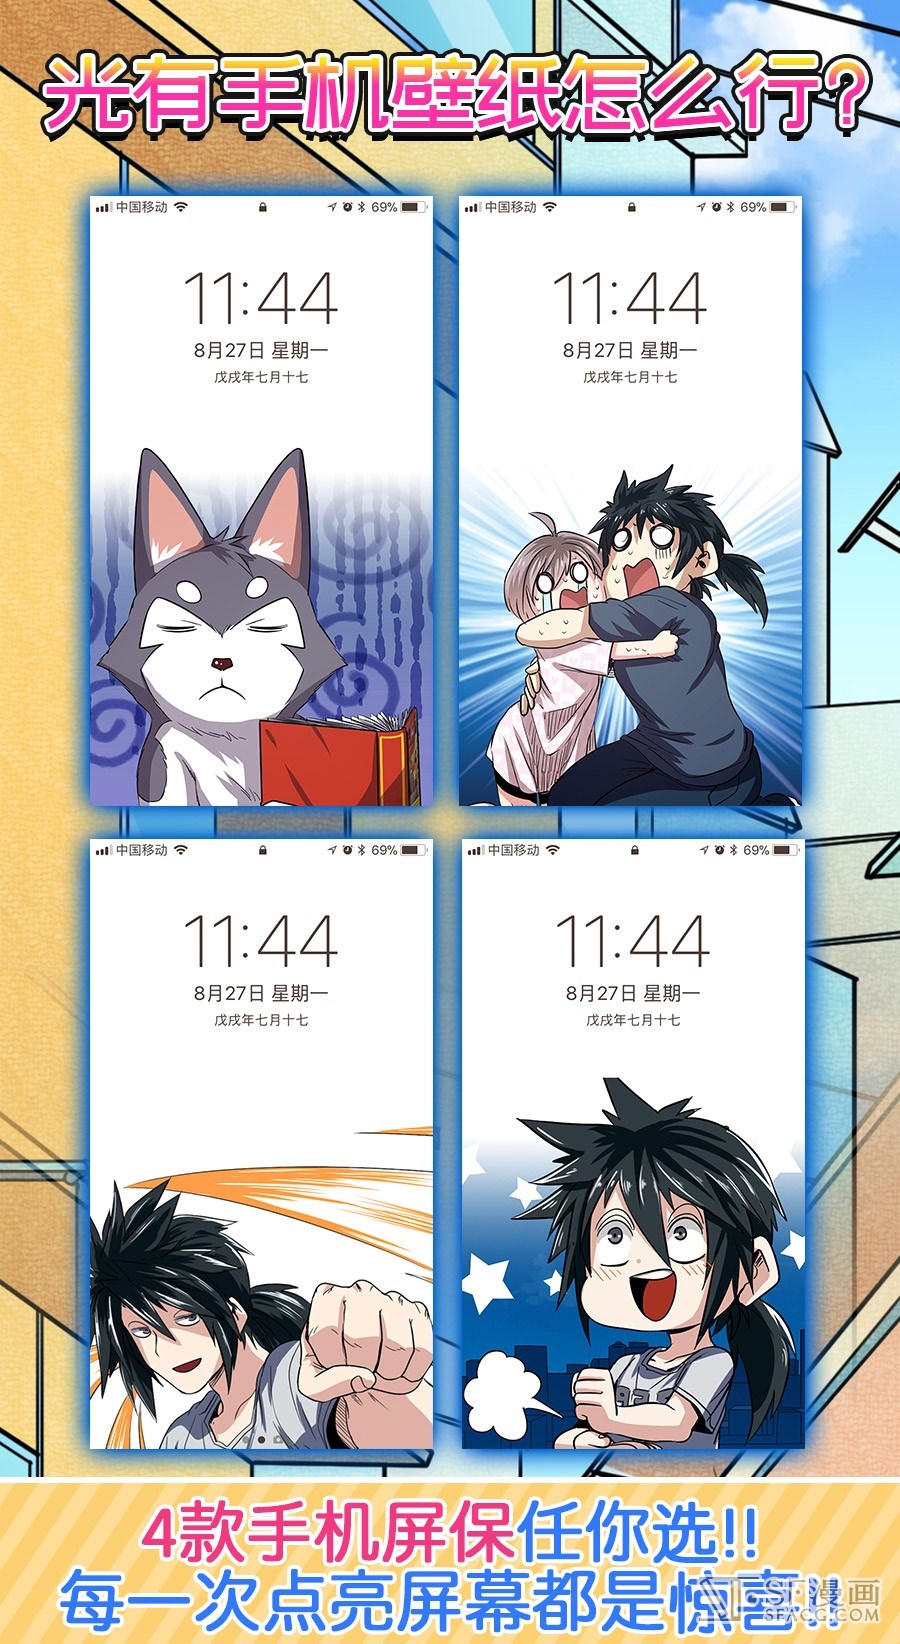 光有手机壁纸怎么行?
中国移动 69%
11:44
8月27日 星期一
戊戌年七月十七
中国移动 69%
11:44
8月27日 星期一
戊戌年七月十七
中国移动 69%
11:44
8月27日 星期一
戊戌年七月十七
中国移动 69%
11:44
8月27日 星期一
戊戌年七月十七
4款手机屏保任你选!!
每一次点亮屏幕都是惊喜!!
SF漫画
SFACG.COM